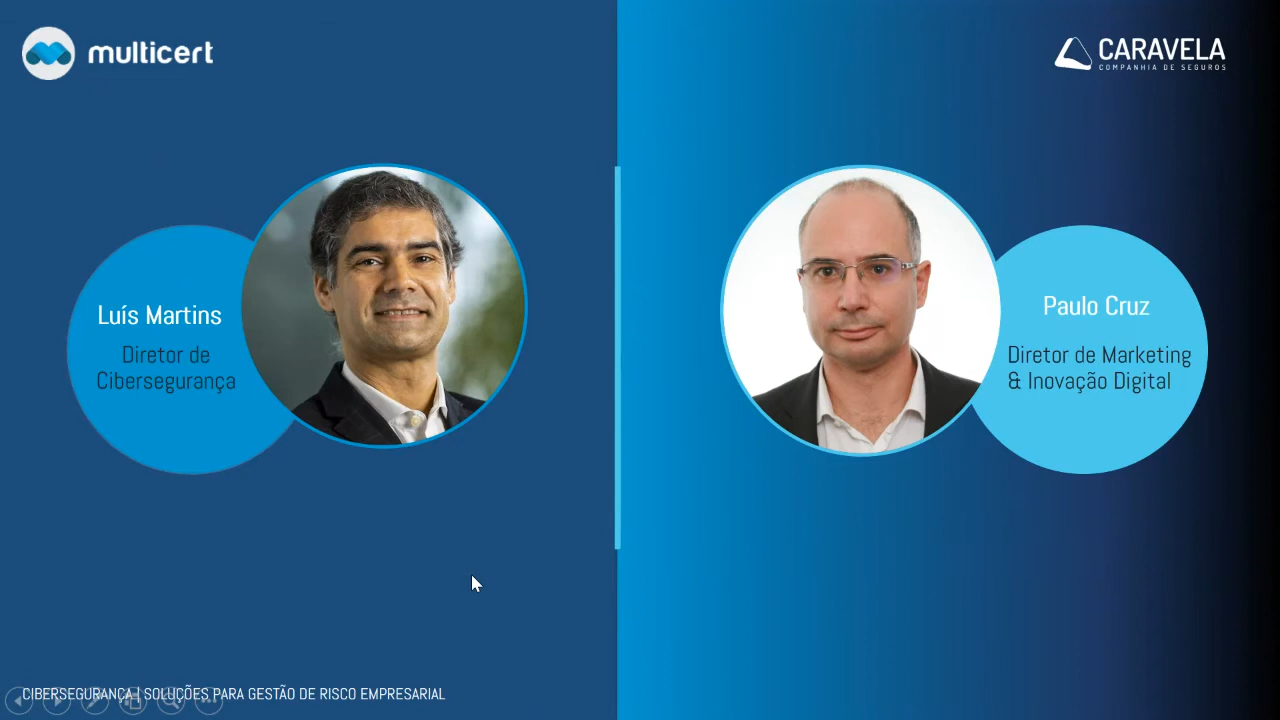 multicert
CARAVELA
COMPANHIA DE SEGUROS
Luís Martins
Diretor de
Cibersegurança
Paulo Cruz
Diretor de Marketing
& Inovação Digital
CIBERSEGURANÇA | SOLUÇÕES PARA GESTÃO DE RISCO EMPRESARIAL